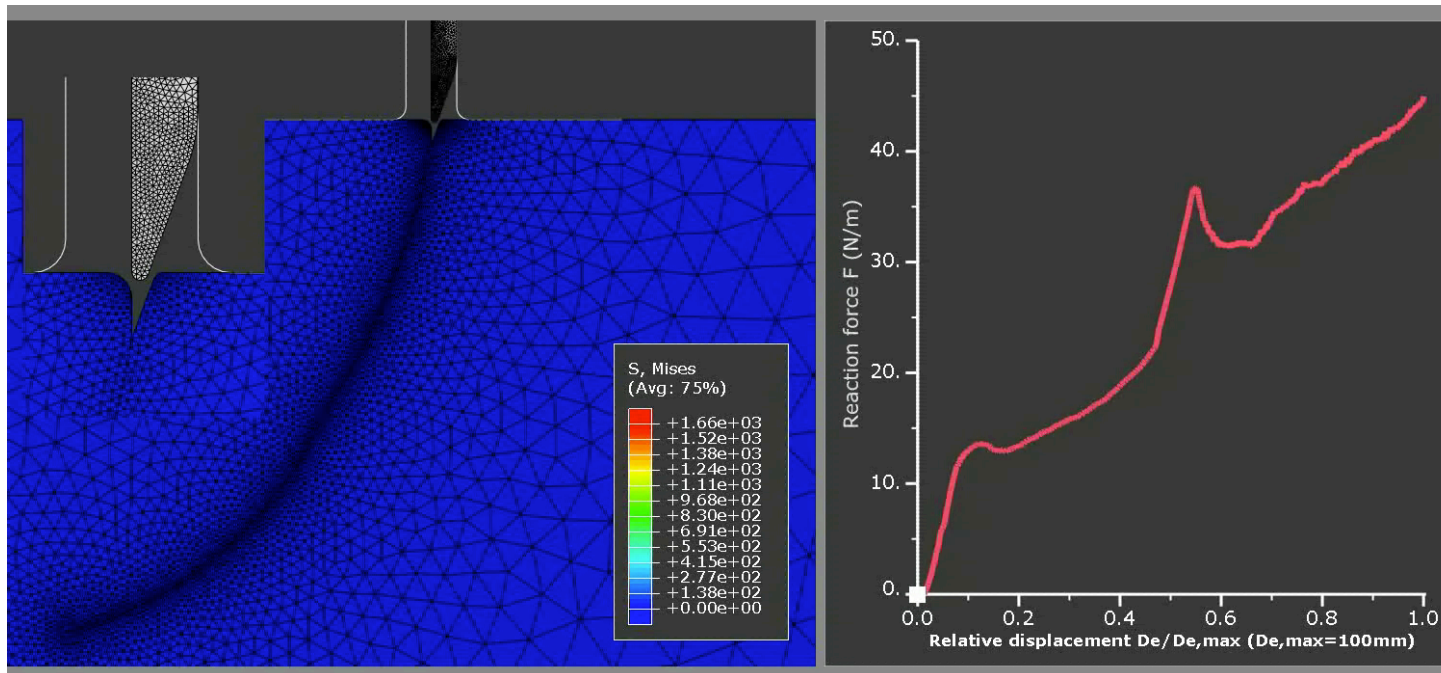 S, Mises
(Avg: 75%)
+1.66e+03
+1.52e+03
+1.38e+03
+1.24e+03
+1.11e+03
+9.68e+02
+8.30e+02
+6.91e+02
+5.53e+02
+4.15e+02
+2.77e+02
+1.38e+02
+0.00e+00
Reaction force F (N/m)
50.
40.
30.
20.
10.
0.
0.0 0.2 0.4 0.6 0.8 1.0
Relative displacement De/De,max (De,max=100mm)